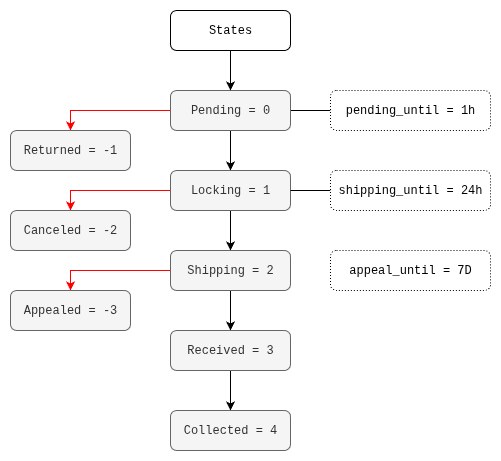 States
Pending = 0
pending_until = 1h
Returned = -1
Locking = 1
shipping_until = 24h
Canceled = -2
Shipping = 2
appeal_until = 7D
Appealed = -3
Received = 3
Collected = 4